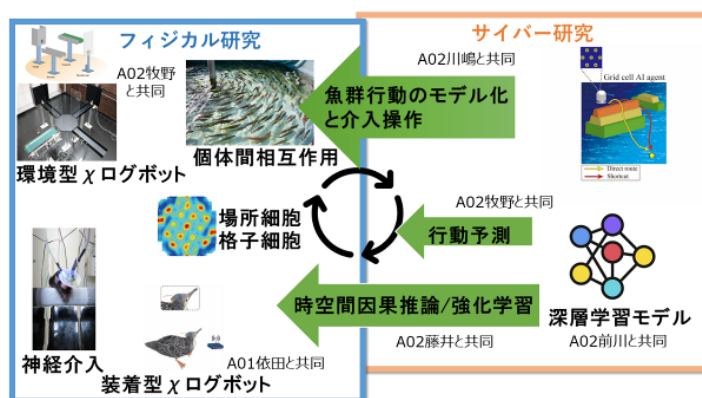 フィジカル研究
サイバー研究
A02牧野
と共同
環境型χログボット
個体間相互作用
A02川嶋と共同
魚群行動のモデル化
と介入操作
Grid cell AI agent
Direct route
Shortcut
場所細胞
格子細胞
A02牧野と共同
行動予測
時空間因果推論/強化学習
深層学習モデル
A02藤井と共同
A02前川と共同
神経介入
A01依田と共同
装着型χログボット